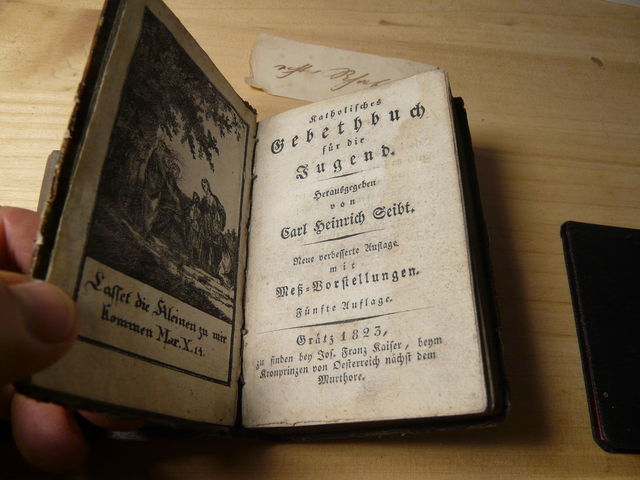 Lasset die Kleinen zu mir
kommen Mar. X. 14.
Katholisches
Gebethbuch
für die
Jugend.
Herausgegeben
von
Carl Heinrich Seibt.
Neue verbesserte Auflage.
mit
Meß-Vorstellungen.
Fünfte Auflage.
Grätz 1823,
zu finden bey Jos. Franz Kaiser, beym
Kronprinzen von Oesterreich nächst dem
Murthore.